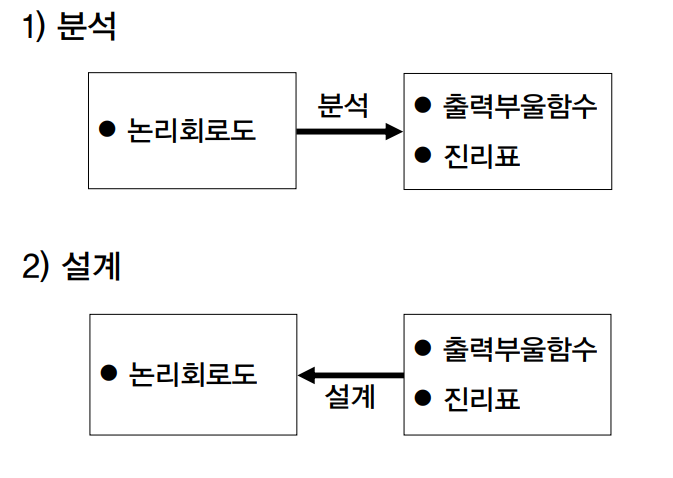 1) 분석
● 논리회로도
분석
● 출력부울함수
● 진리표
2) 설계
● 논리회로도
설계
● 출력부울함수
● 진리표